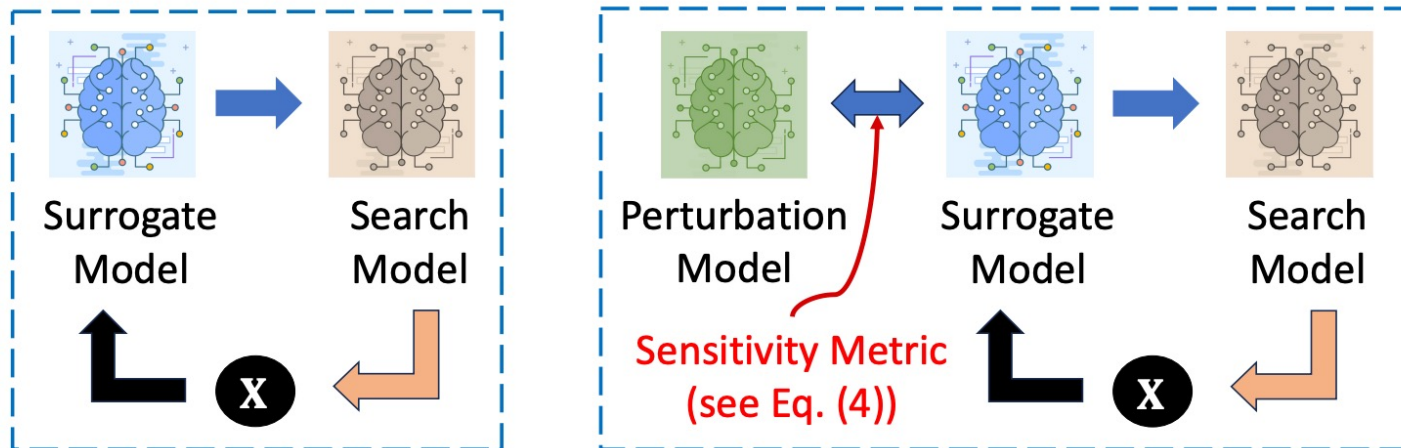 Surrogate
Model
Search
Model
X
Perturbation
Model
Surrogate
Model
Search
Model
Sensitivity Metric
(see Eq. (4))
X